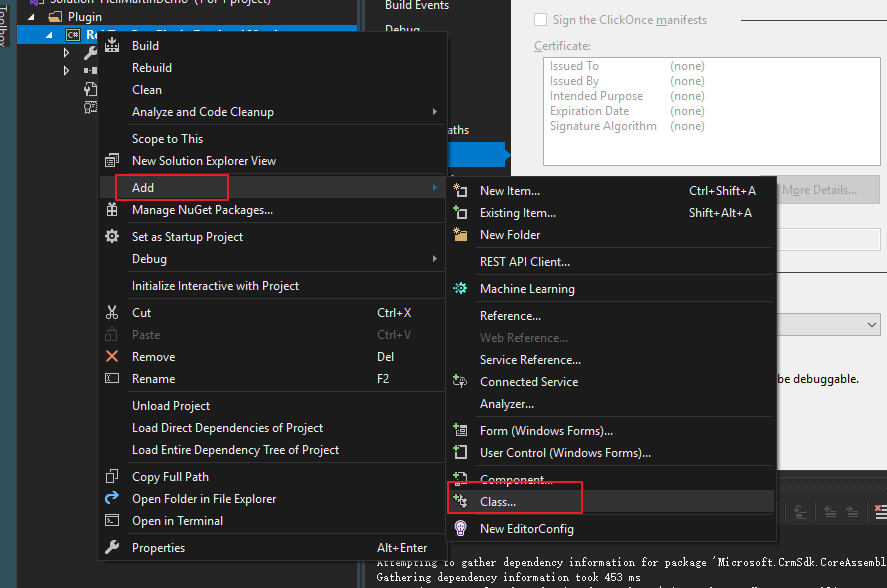 Toolbox
Plugin
C#
Build
Rebuild
Clean
Analyze and Code Cleanup
Scope to This
New Solution Explorer View
Add
Manage NuGet Packages...
Set as Startup Project
Debug
Initialize Interactive with Project
Cut Ctrl+X
Paste Ctrl+V
Remove Del
Rename F2
Unload Project
Load Direct Dependencies of Project
Load Entire Dependency Tree of Project
Copy Full Path
Open Folder in File Explorer
Open in Terminal
Properties Alt+Enter
Build Events
Debug
aths
New Item... Ctrl+Shift+A
Existing Item... Shift+Alt+A
New Folder
REST API Client...
Machine Learning
Reference...
Web Reference...
Service Reference...
Connected Service
Analyzer...
Form (Windows Forms)...
User Control (Windows Forms)...
Component...
Class...
New EditorConfig
Sign the ClickOnce manifests
Certificate:
Issued To (none)
Issued By (none)
Intended Purpose (none)
Expiration Date (none)
Signature Algorithm (none)
More Details...
be debuggable.
Attempting to gather dependency information for package 'Microsoft.CrmSdk.CoreAssembl
Gathering dependency information took 453 ms